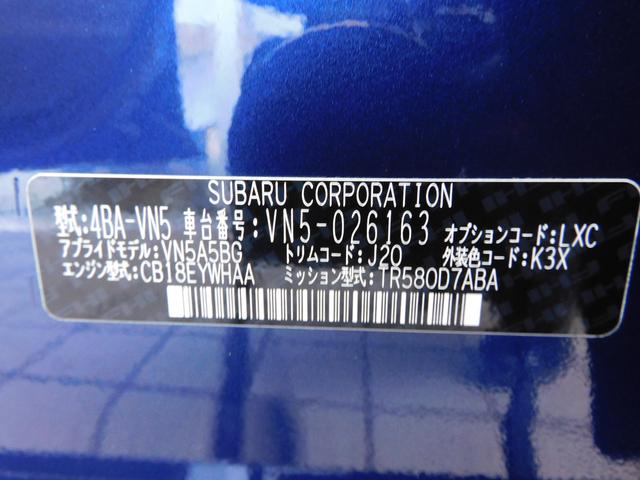 SUBARU CORPORATION
型式:4BA-VN5 車台番号:VN5-026163 オプションコード:LXC
アプライドモデル:VN5A5BG トリムコード:J20 外装色コード:K3X
エンジン型式:CB18EYWHAA ミッション型式:TR580D7ABA